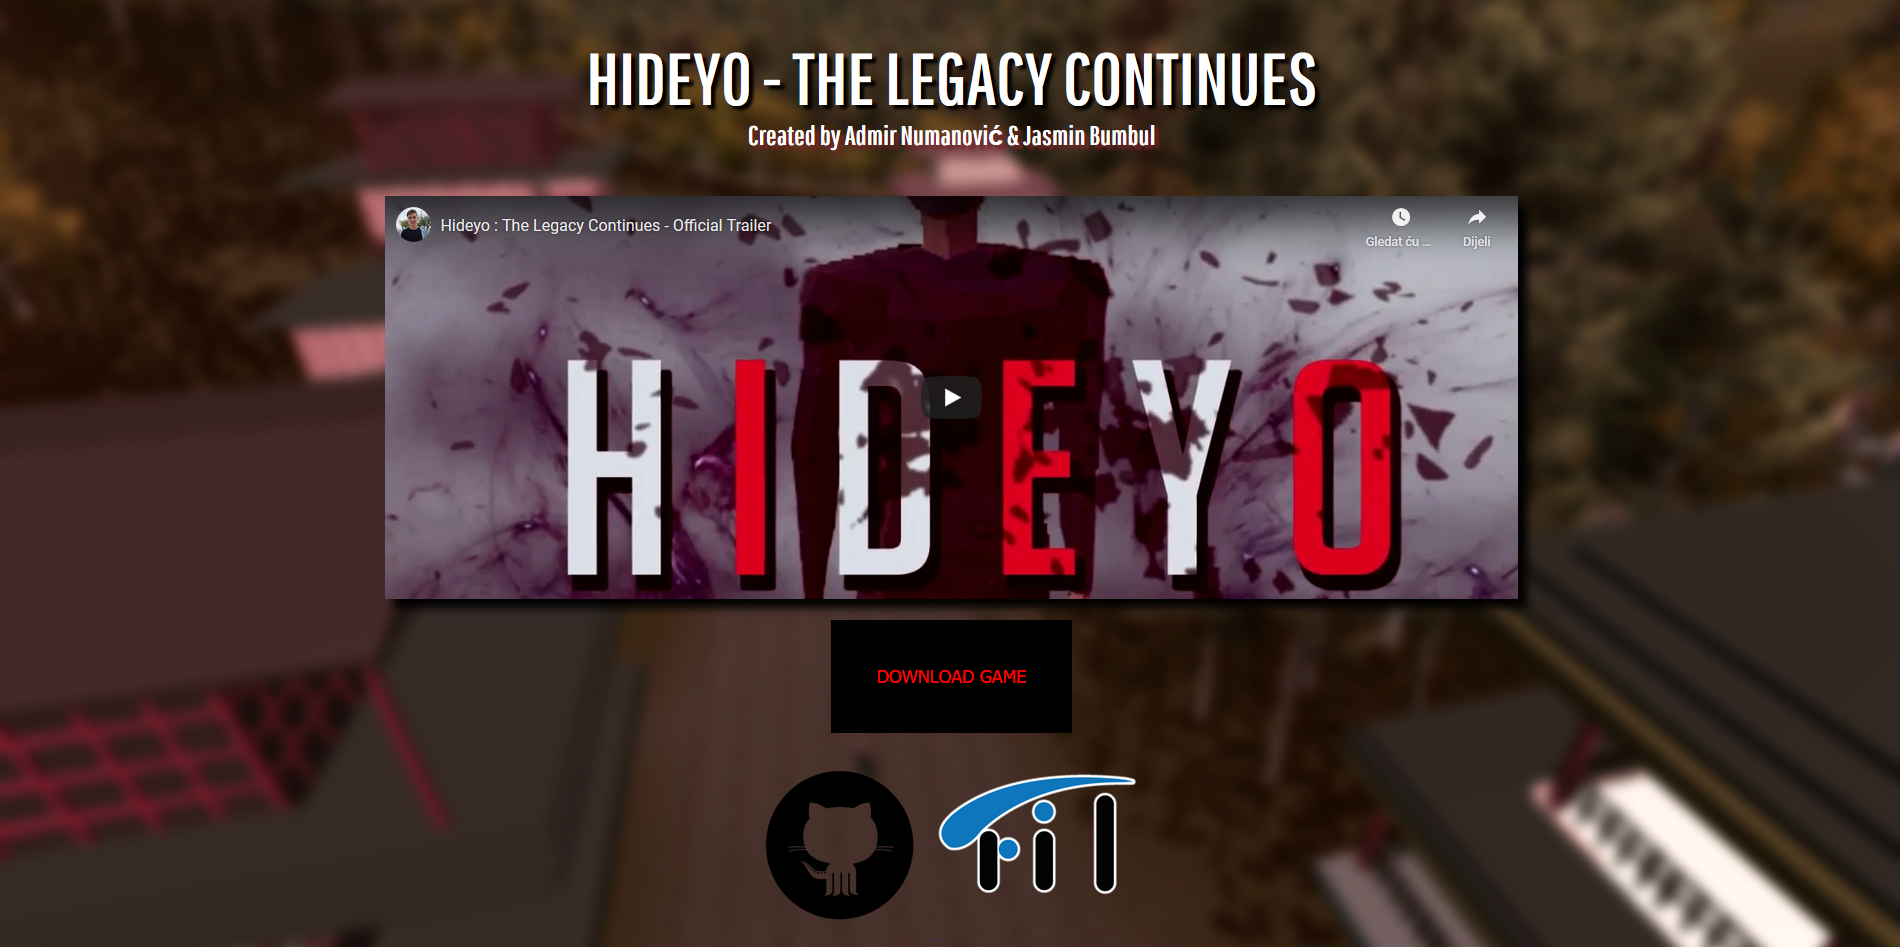 HIDEYO - THE LEGACY CONTINUES
Created by Admir Numanović & Jasmin Bumbul
Hideyo : The Legacy Continues - Official Trailer
Gledat ću ...
Dijeli
HIDEYO
DOWNLOAD GAME
fit